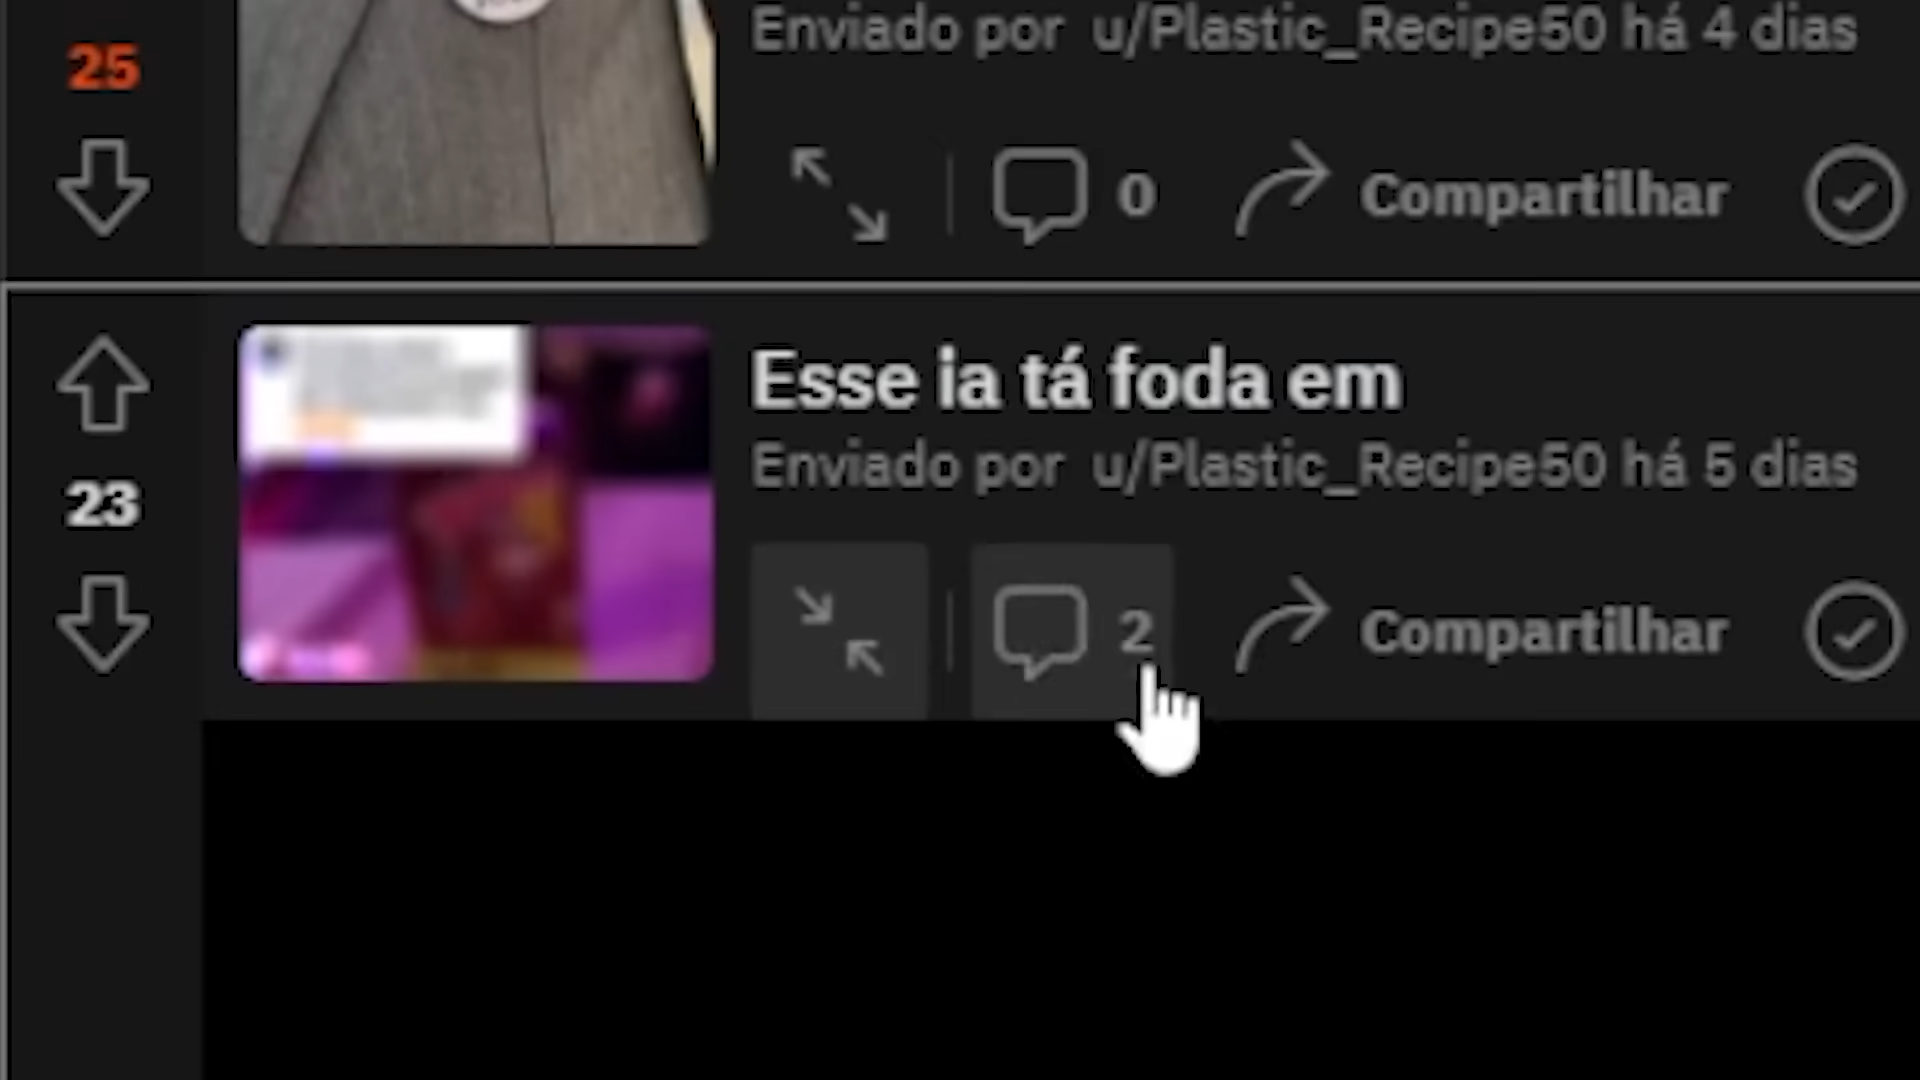 Enviado por u/Plastic_Recipe50 há 4 dias
25
0 Compartilhar
Esse ia tá foda em
Enviado por u/Plastic_Recipe50 há 5 dias
23
2 Compartilhar